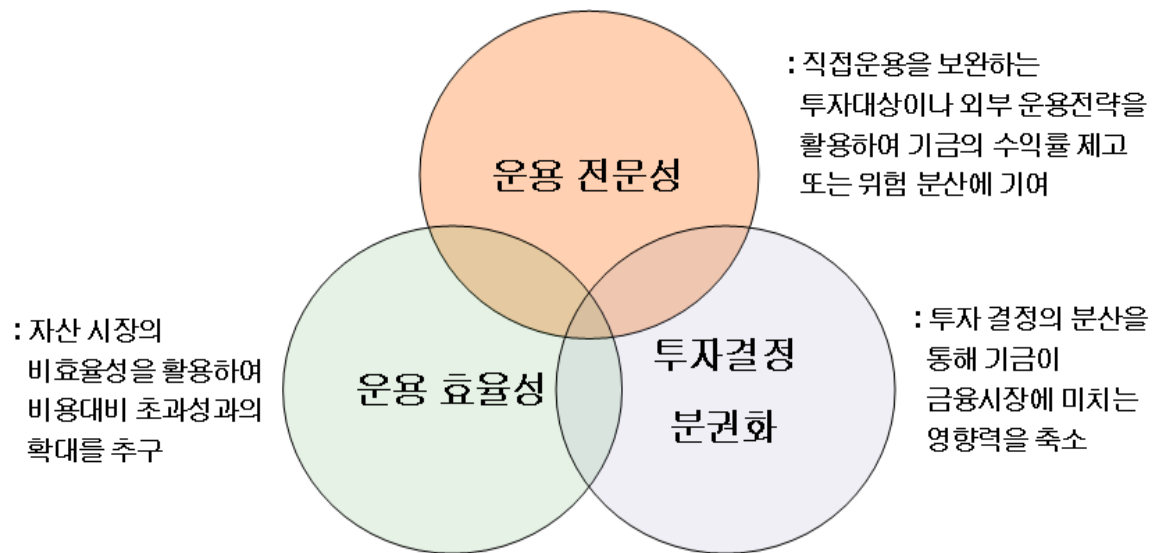 운용 전문성
: 직접운용을 보완하는
투자대상이나 외부 운용전략을
활용하여 기금의 수익률 제고
또는 위험 분산에 기여
운용 효율성
: 자산 시장의
비효율성을 활용하여
비용대비 초과성과의
확대를 추구
투자결정
분권화
: 투자 결정의 분산을
통해 기금이
금융시장에 미치는
영향력을 축소